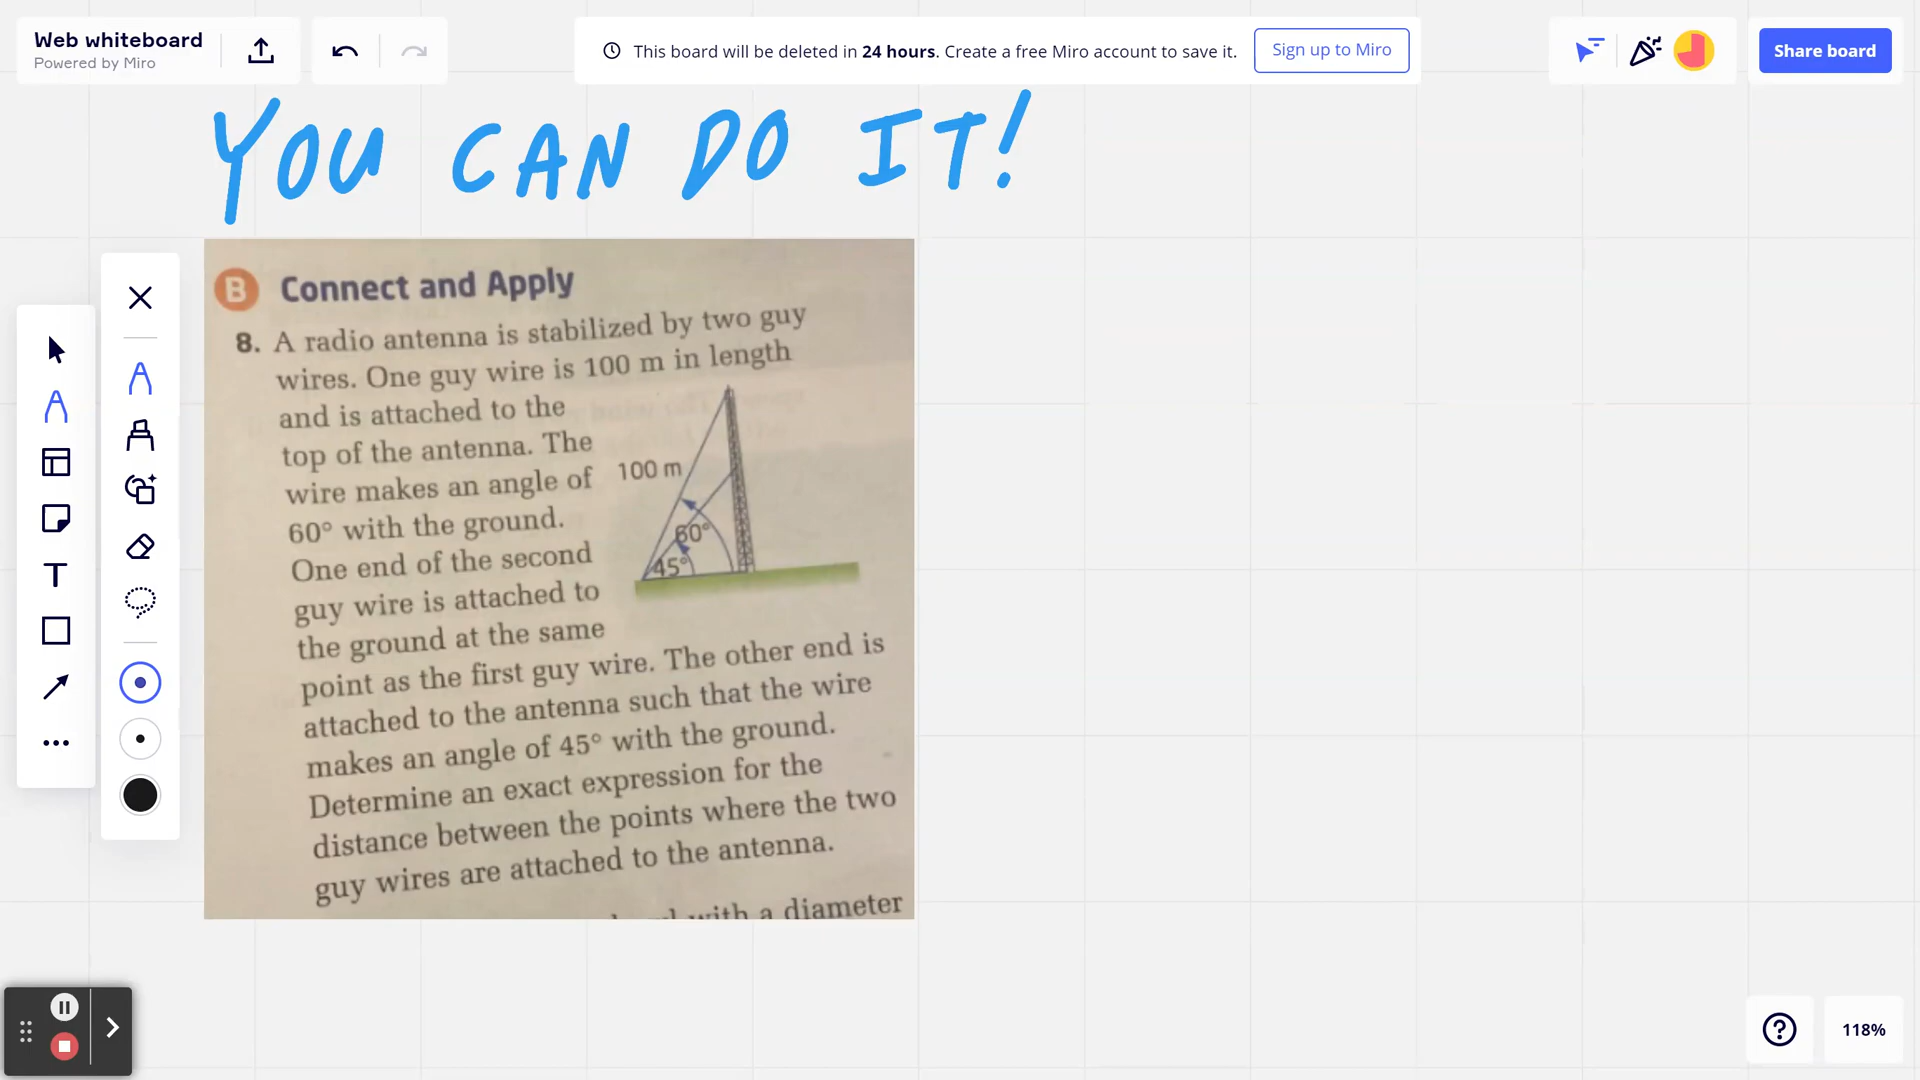 Web whiteboard
Powered by Miro
This board will be deleted in 24 hours. Create a free Miro account to save it.
Sign up to Miro
Share board
YOU CAN DO IT!
B Connect and Apply
8. A radio antenna is stabilized by two guy
wires. One guy wire is 100 m in length
and is attached to the
top of the antenna. The
wire makes an angle of
60° with the ground.
One end of the second
guy wire is attached to
the ground at the same
point as the first guy wire. The other end is
attached to the antenna such that the wire
makes an angle of 45° with the ground.
Determine an exact expression for the
distance between the points where the two
guy wires are attached to the antenna.
100 m
60°
45°
with a diameter
T
118%